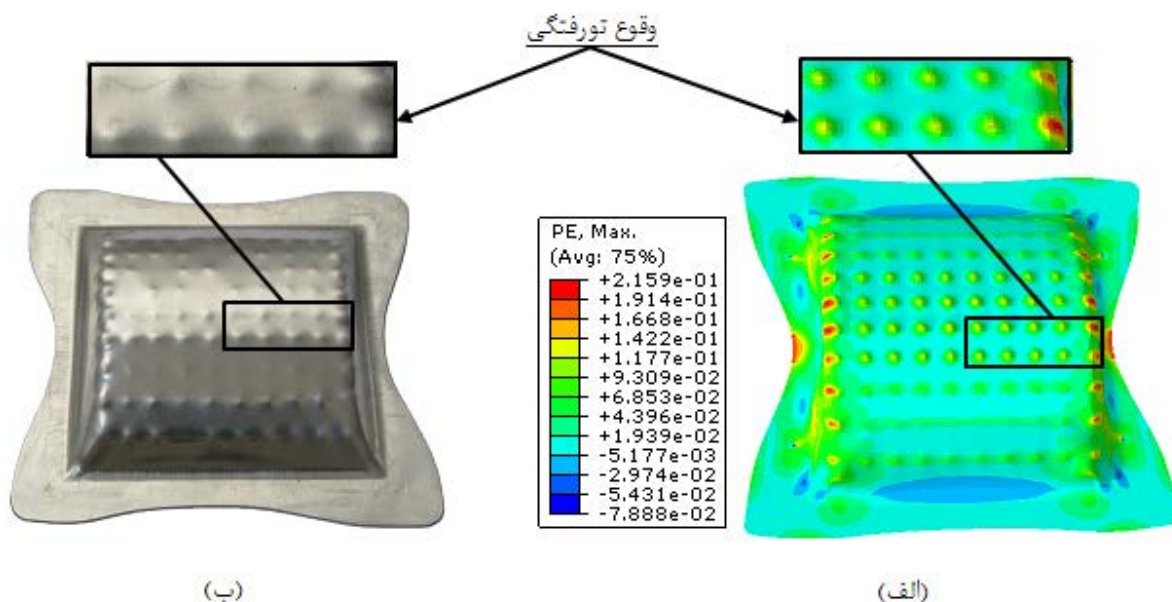 وقوع تورفتگی
PE, Max.
(Avg: 75%)
+2.159e-01
+1.914e-01
+1.668e-01
+1.422e-01
+1.177e-01
+9.309e-02
+6.853e-02
+4.396e-02
+1.939e-02
-5.177e-03
-2.974e-02
-5.431e-02
-7.888e-02
(الف)
(ب)